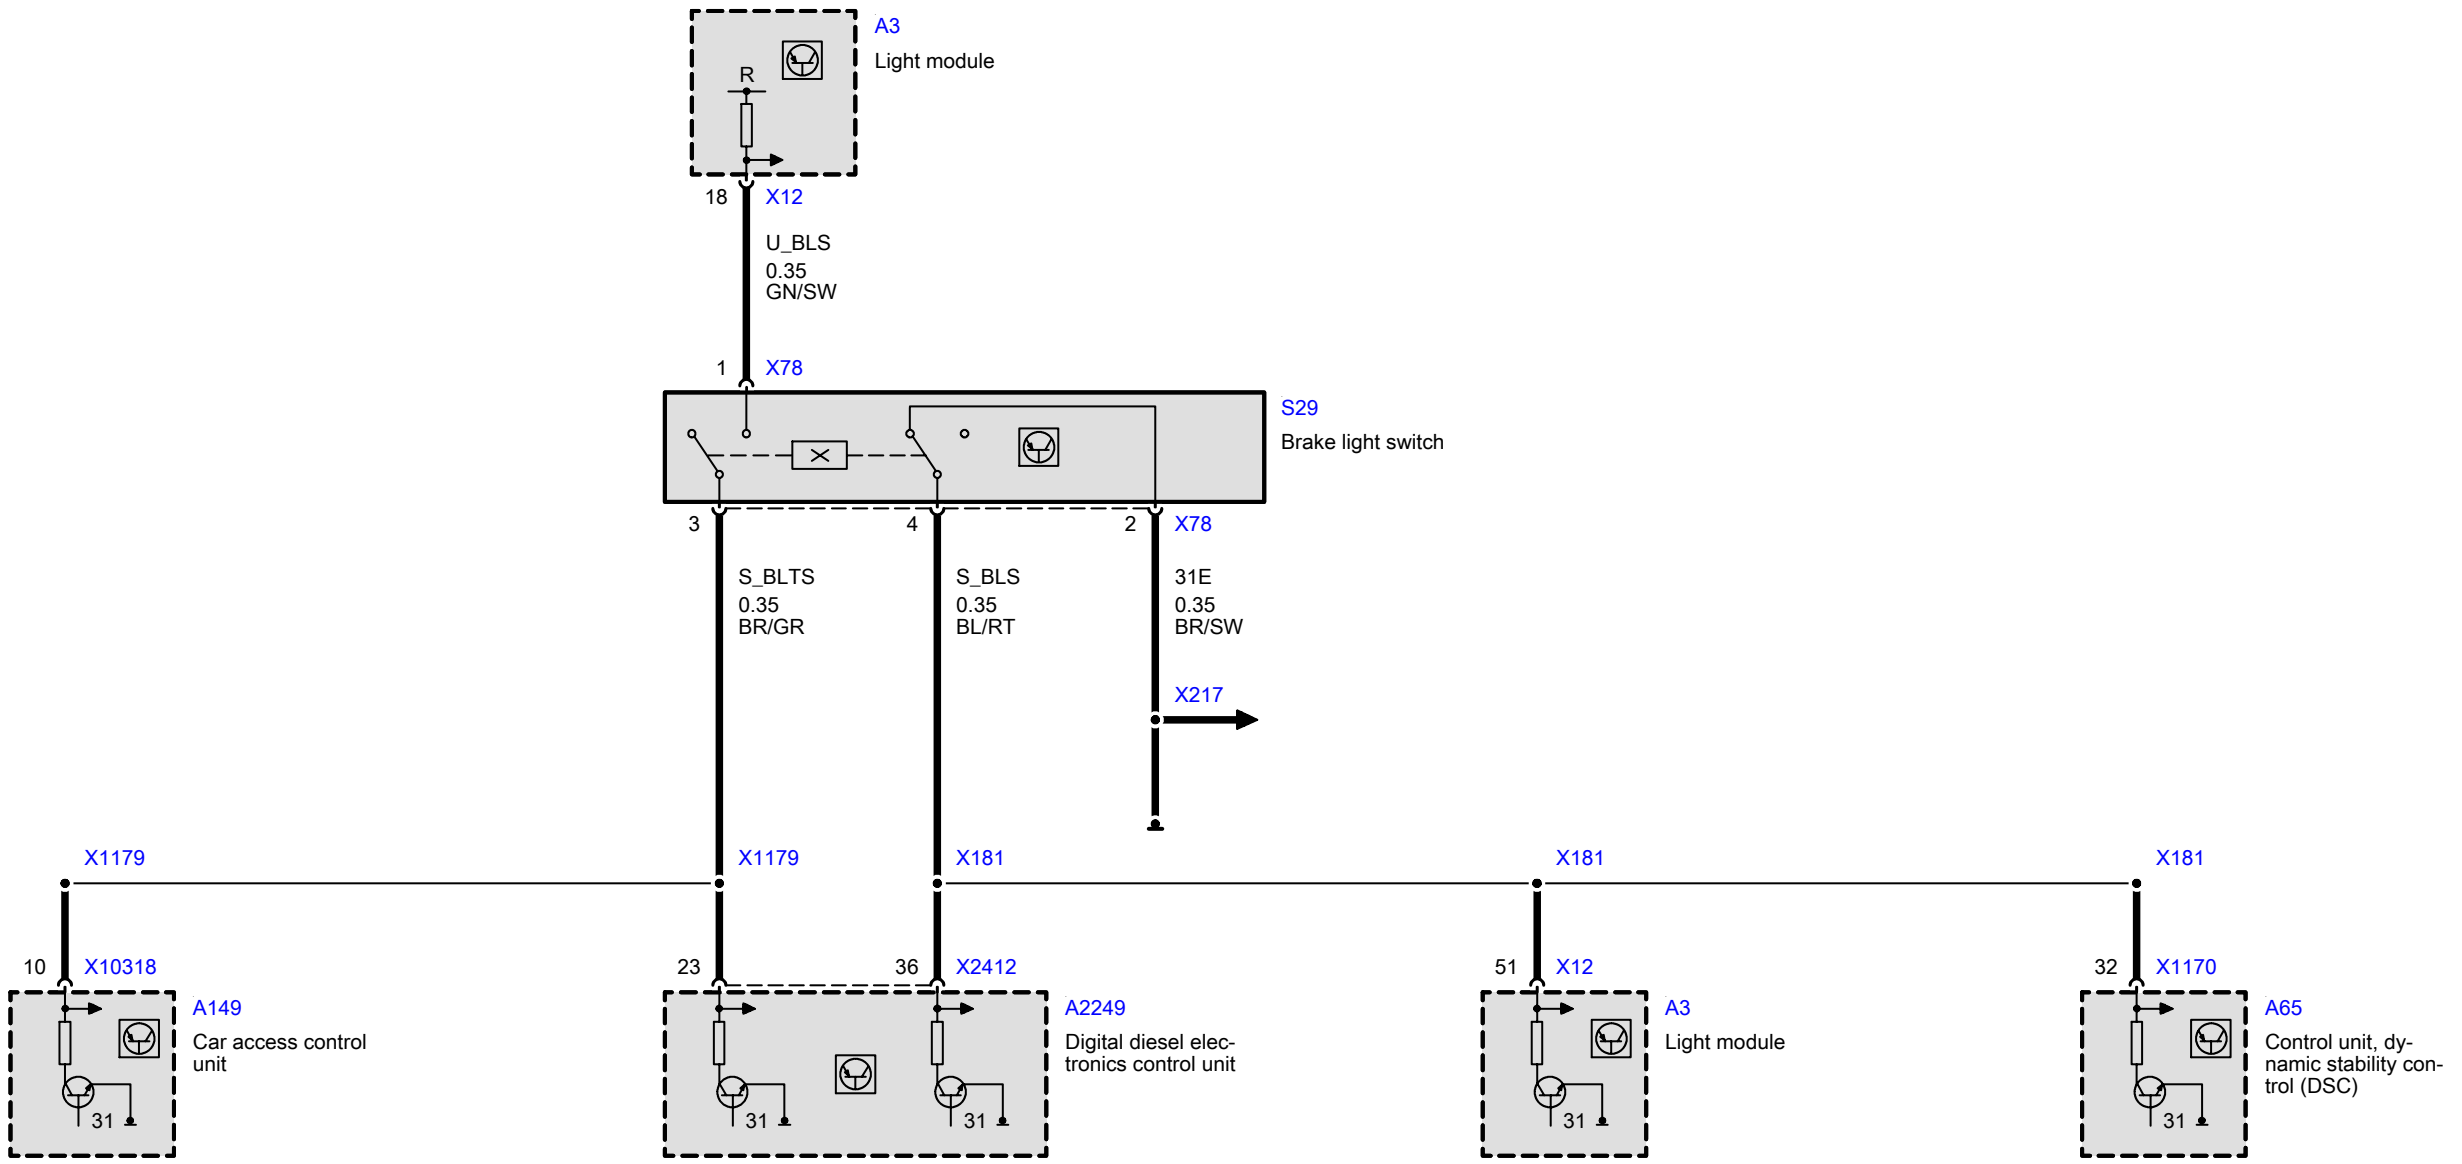 A3
Light module
R
18 X12
U_BLS
0.35
GN/SW
1 X78
S29
Brake light switch
3 4 2 X78
S_BLTS S_BLS 31E
0.35 0.35 0.35
BR/GR BL/RT BR/SW
X217
X1179 X1179 X181 X181 X181
10 X10318 23 36 X2412 51 X12 32 X1170
A149
Car access control
unit
31
A2249
Digital diesel elec-
tronics control unit
31 31
A3
Light module
31
A65
Control unit, dy-
namic stability con-
trol (DSC)
31